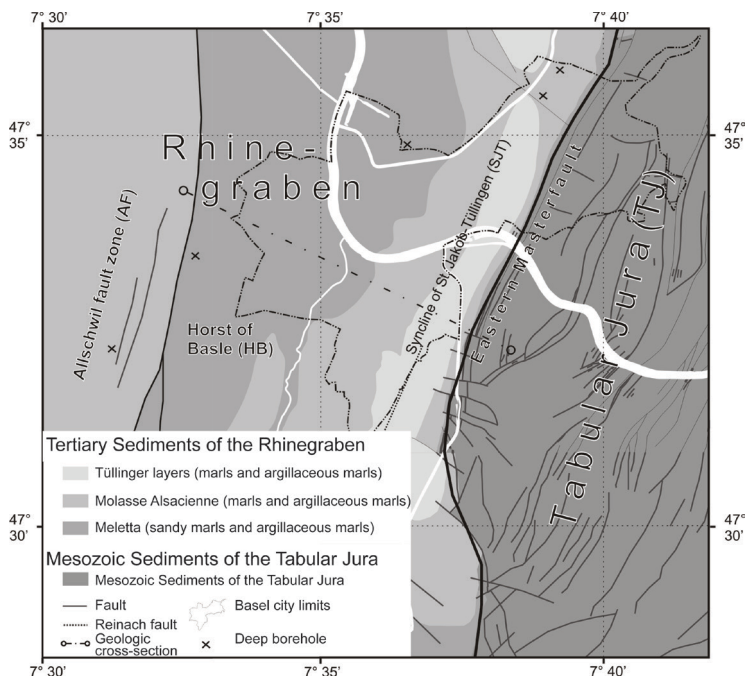 7° 30'
7° 35'
7° 40'
47°
35'
47°
35'
Rhine-
graben
Allschwil fault zone (AF)
Horst of
Basle (HB)
Syncline of St. Jakob-Tüllingen (SJT)
Eastern Masterfault
Tabular Jura (TJ)
Tertiary Sediments of the Rhinegraben
Tüllinger layers (marls and argillaceous marls)
Molasse Alsacienne (marls and argillaceous marls)
Meletta (sandy marls and argillaceous marls)
Mesozoic Sediments of the Tabular Jura
Mesozoic Sediments of the Tabular Jura
Fault
Basel city limits
Reinach fault
Geologic
cross-section
Deep borehole
47°
30'
47°
30'
7° 30'
7° 35'
7° 40'